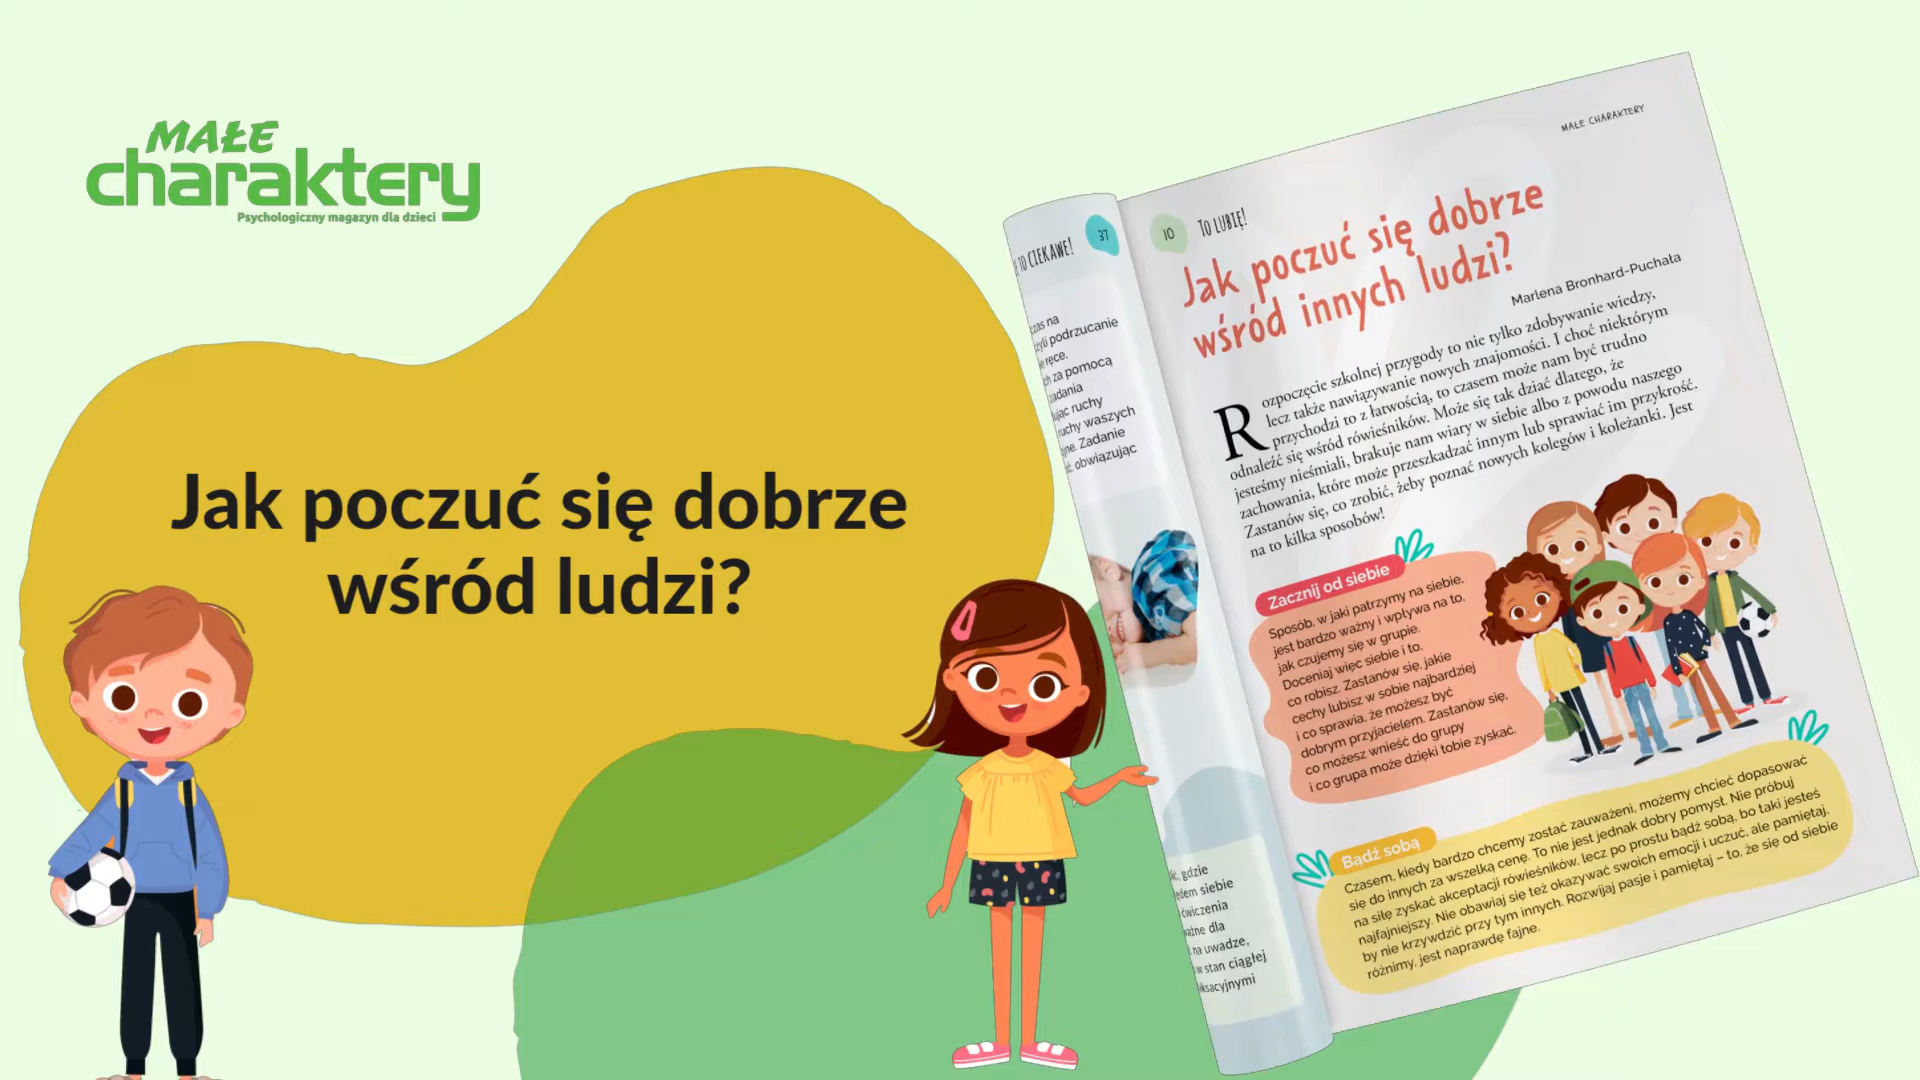 MAŁE
charaktery
Psychologiczny magazyn dla dzieci
Jak poczuć się dobrze
wśród ludzi?
TO CIEKAWE!
37
zas na
podrzucanie
ręce.
za pomocą
zadania
ruchy
ruchy waszych
Zadanie
obwiązując
gdzie
siebie
ćwiczenia
dla
na uwadze,
w stan ciągłej
MAŁE CHARAKTERY
10
TO LUBIĘ!
Jak poczuć się dobrze
wśród innych ludzi?
Marlena Bronhard-Puchała
Rozpoczęcie szkolnej przygody to nie tylko zdobywanie wiedzy,
lecz także nawiązywanie nowych znajomości. I choć niektórym
przychodzi to z łatwością, to czasem może nam być trudno
odnaleźć się wśród rówieśników. Może się tak dziać dlatego, że
jesteśmy nieśmiali, brakuje nam wiary w siebie albo z powodu naszego
zachowania, które może przeszkadzać innym lub sprawiać im przykrość.
Zastanów się, co zrobić, żeby poznać nowych kolegów i koleżanki. Jest
na to kilka sposobów!
Zacznij od siebie
Sposób, w jaki patrzymy na siebie,
jest bardzo ważny i wpływa na to,
jak czujemy się w grupie.
Doceniaj więc siebie i to,
co robisz. Zastanów się, jakie
cechy lubisz w sobie najbardziej
i co sprawia, że możesz być
dobrym przyjacielem. Zastanów się,
co możesz wnieść do grupy
i co grupa może dzięki tobie zyskać.
Bądź sobą
Czasem, kiedy bardzo chcemy zostać zauważeni, możemy chcieć dopasować
się do innych za wszelką cenę. To nie jest jednak dobry pomysł. Nie próbuj
na siłę zyskać akceptacji rówieśników, lecz po prostu bądź sobą, bo taki jesteś
najfajniejszy. Nie obawiaj się też okazywać swoich emocji i uczuć, ale pamiętaj,
by nie krzywdzić przy tym innych. Rozwijaj pasje i pamiętaj – to, że się od siebie
różnimy, jest naprawdę fajne.